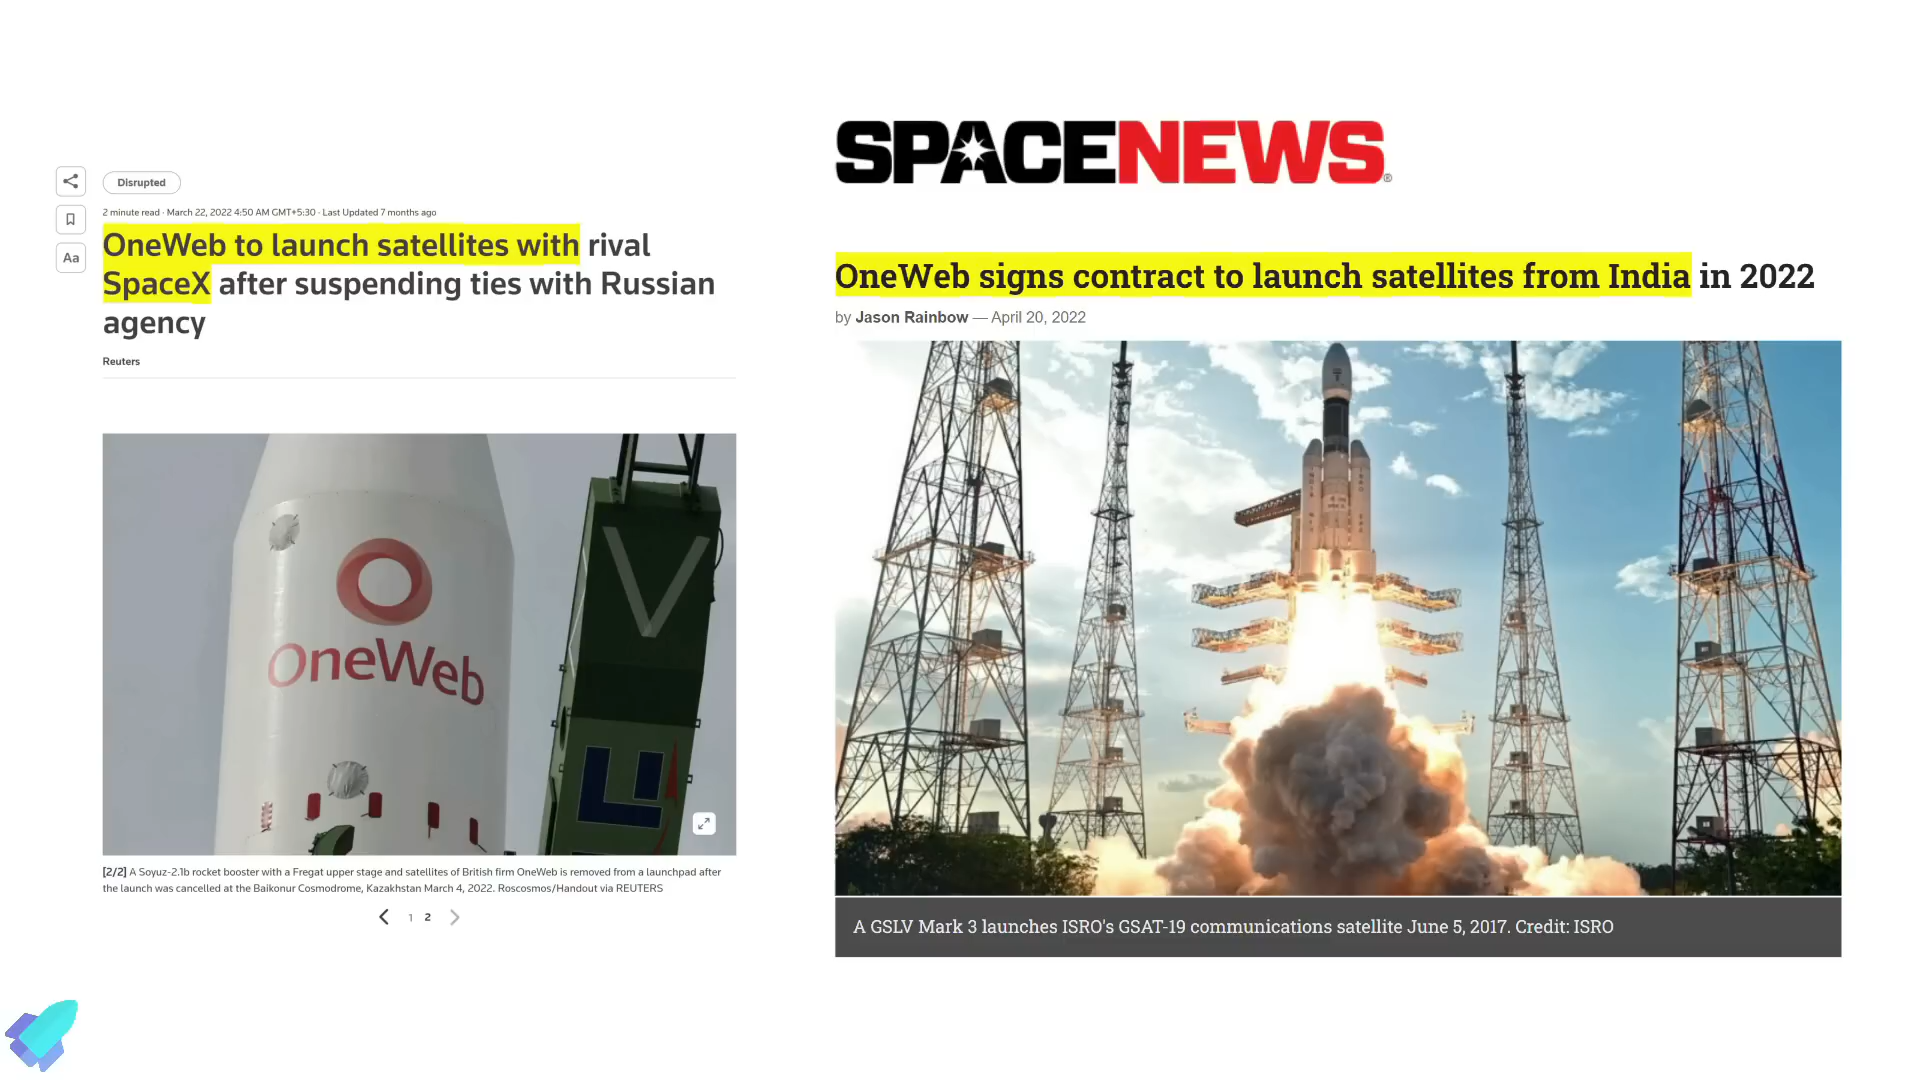 Disrupted
2 minute read · March 22, 2022 4:50 AM GMT+5:30 · Last Updated 7 months ago
Aa
OneWeb to launch satellites with rival
SpaceX after suspending ties with Russian
agency
Reuters
OneWeb
[2/2] A Soyuz-2.1b rocket booster with a Fregat upper stage and satellites of British firm OneWeb is removed from a launchpad after
the launch was cancelled at the Baikonur Cosmodrome, Kazakhstan March 4, 2022. Roscosmos/Handout via REUTERS
1 2
SPACENEWS®
OneWeb signs contract to launch satellites from India in 2022
by Jason Rainbow — April 20, 2022
A GSLV Mark 3 launches ISRO's GSAT-19 communications satellite June 5, 2017. Credit: ISRO